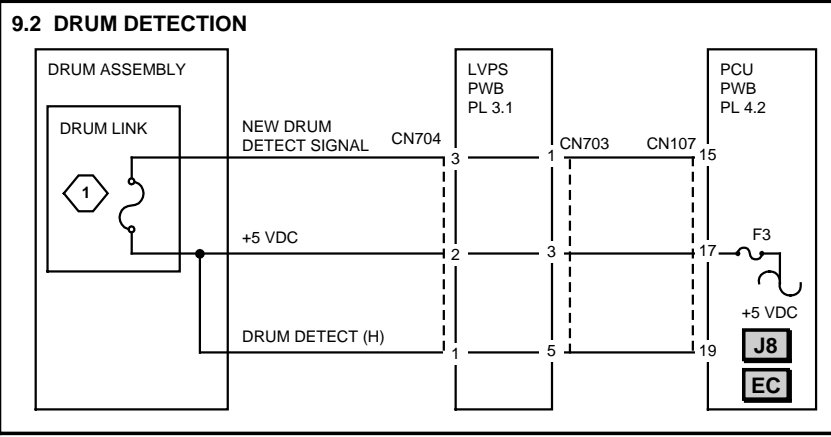 9.2 DRUM DETECTION
DRUM ASSEMBLY
LVPS
PWB
PL 3.1
PCU
PWB
PL 4.2
DRUM LINK
1
NEW DRUM
DETECT SIGNAL
CN704
3
1
CN703
CN107
15
+5 VDC
2
3
17
F3
+5 VDC
DRUM DETECT (H)
1
5
19
J8
EC